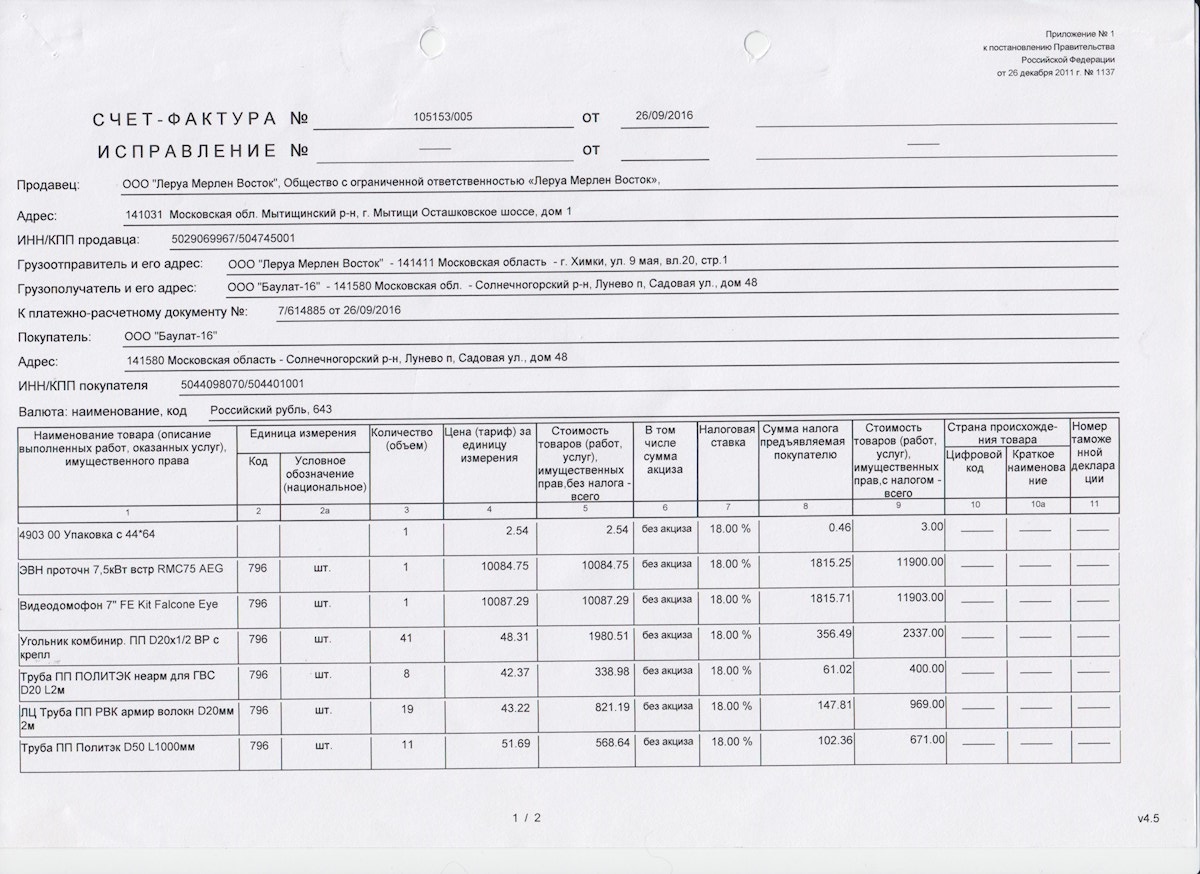 Приложение № 1
к постановлению Правительства
Российской Федерации
от 26 декабря 2011 г. № 1137
СЧЕТ-ФАКТУРА № 105153/005 от 26/09/2016
ИСПРАВЛЕНИЕ № —— от ——
Продавец: ООО "Леруа Мерлен Восток", Общество с ограниченной ответственностью «Леруа Мерлен Восток»,
Адрес: 141031 Московская обл. Мытищинский р-н, г. Мытищи Осташковское шоссе, дом 1
ИНН/КПП продавца: 5029069967/504745001
Грузоотправитель и его адрес: ООО "Леруа Мерлен Восток" - 141411 Московская область - г. Химки, ул. 9 мая, вл.20, стр.1
Грузополучатель и его адрес: ООО "Баулат-16" - 141580 Московская обл. - Солнечногорский р-н, Лунево п, Садовая ул., дом 48
К платежно-расчетному документу №: 7/614885 от 26/09/2016
Покупатель: ООО "Баулат-16"
Адрес: 141580 Московская область - Солнечногорский р-н, Лунево п, Садовая ул., дом 48
ИНН/КПП покупателя 5044098070/504401001
Валюта: наименование, код Российский рубль, 643
Наименование товара (описание
выполненных работ, оказанных услуг),
имущественного права
Единица измерения
Код
Условное
обозначение
(национальное)
Количество
(объем)
Цена (тариф) за
единицу
измерения
Стоимость
товаров (работ,
услуг),
имущественных
прав,без налога -
всего
В том
числе
сумма
акциза
Налоговая
ставка
Сумма налога
предъявляемая
покупателю
Стоимость
товаров (работ,
услуг),
имущественных
прав,с налогом -
всего
Страна происхожде-
ния товара
Цифровой
код
Краткое
наименова
ние
Номер
таможе
нной
деклара
ции
1 2 2а 3 4 5 6 7 8 9 10 10а 11
4903 00 Упаковка с 44*64 1 2.54 2.54 без акциза 18.00 % 0.46 3.00 —— —— ——
ЭВН проточн 7,5кВт встр RMC75 AEG 796 шт. 1 10084.75 10084.75 без акциза 18.00 % 1815.25 11900.00 —— —— ——
Видеодомофон 7" FE Kit Falcone Eye 796 шт. 1 10087.29 10087.29 без акциза 18.00 % 1815.71 11903.00 —— —— ——
Угольник комбинир. ПП D20x1/2 ВР с 796 шт. 41 48.31 1980.51 без акциза 18.00 % 356.49 2337.00 —— —— ——
крепл
Труба ПП ПОЛИТЭК неарм для ГВС 796 шт. 8 42.37 338.98 без акциза 18.00 % 61.02 400.00 —— —— ——
D20 L2м
ЛЦ Труба ПП РВК армир волокн D20мм 796 шт. 19 43.22 821.19 без акциза 18.00 % 147.81 969.00 —— —— ——
2м
Труба ПП Политэк D50 L1000мм 796 шт. 11 51.69 568.64 без акциза 18.00 % 102.36 671.00 —— —— ——
1 / 2
v4.5